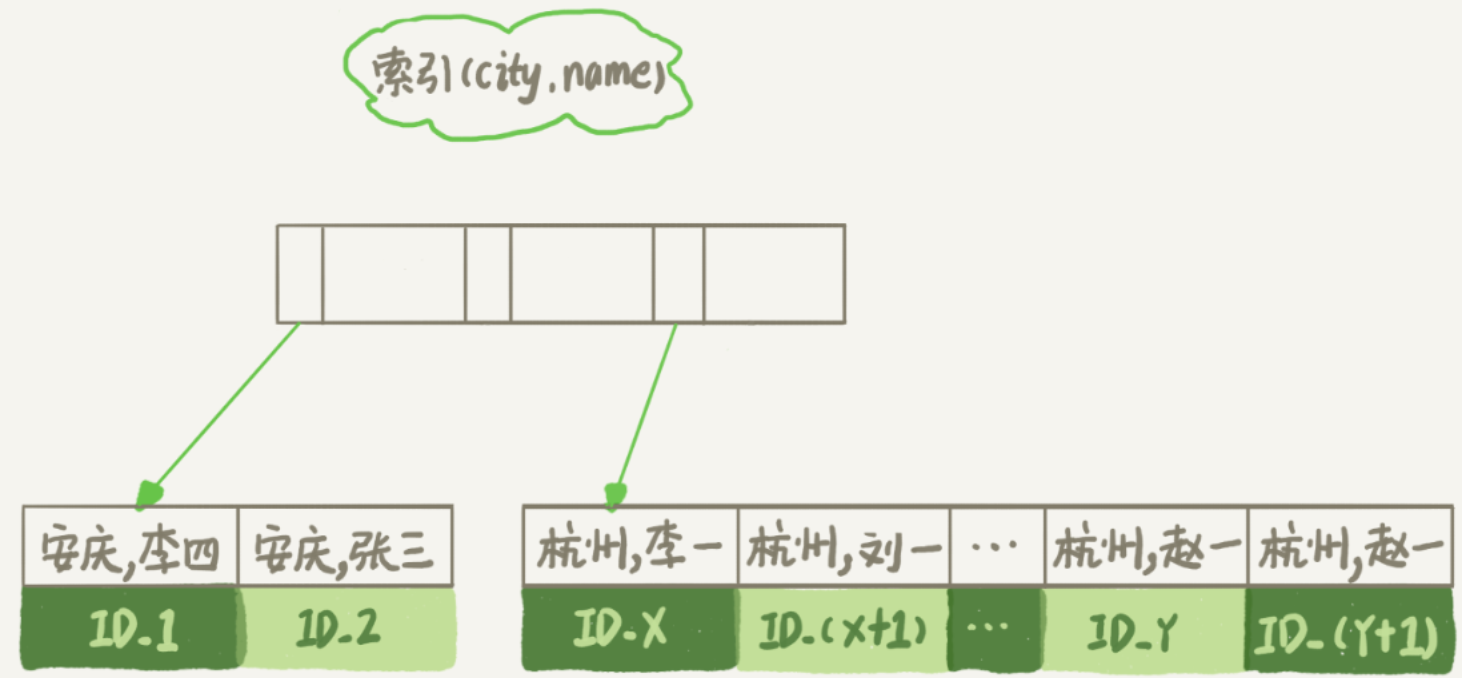 索引(city,name)
安庆,李四 安庆,张三 杭州,李一 杭州,刘一 ... 杭州,赵一 杭州,赵一
ID_1 ID_2 ID_X ID_(X+1) ... ID_Y ID_(Y+1)